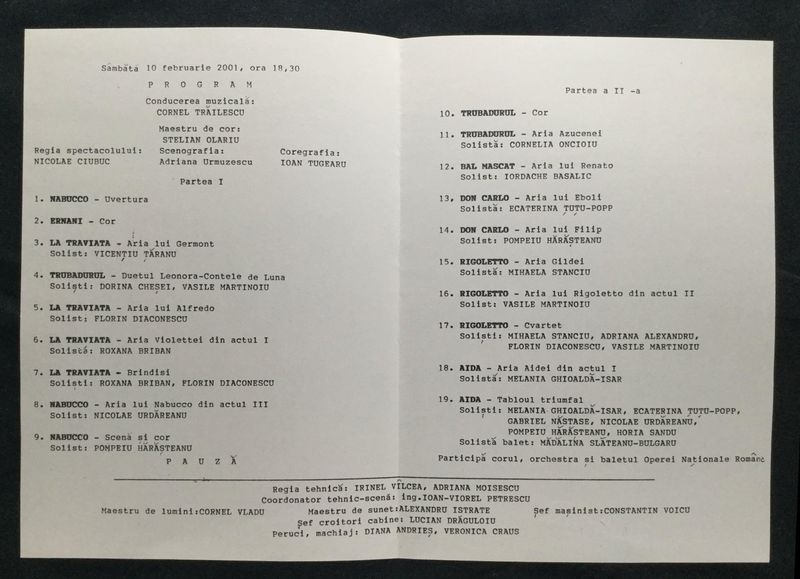 Sâmbătă 10 februarie 2001, ora 18,30
P R O G R A M
Conducerea muzicală:
CORNEL TRĂILESCU
Maestru de cor:
STELIAN OLARIU
Regia spectacolului: Scenografia: Coregrafia:
NICOLAE CIUBUC Adriana Urmuzescu IOAN TUGEARU
Partea I
1. NABUCCO - Uvertura
2. ERNANI - Cor
3. LA TRAVIATA - Aria lui Germont
Solist: VICENȚIU ȚĂRANU
4. TRUBADURUL - Duetul Leonora-Contele de Luna
Soliști: DORINA CHEȘEI, VASILE MARTINOIU
5. LA TRAVIATA - Aria lui Alfredo
Solist: FLORIN DIACONESCU
6. LA TRAVIATA - Aria Violettei din actul I
Solistă: ROXANA BRIBAN
7. LA TRAVIATA - Brindisi
Soliști: ROXANA BRIBAN, FLORIN DIACONESCU
8. NABUCCO - Aria lui Nabucco din actul III
Solist: NICOLAE URDĂREANU
9. NABUCCO - Scenă și cor
Solist: POMPEIU HĂRĂȘTEANU
P A U Z Ă
Partea a II -a
10. TRUBADURUL - Cor
11. TRUBADURUL - Aria Azucenei
Solistă: CORNELIA ONCIOIU
12. BAL MASCAT - Aria lui Renato
Solist: IORDACHE BASALIC
13, DON CARLO - Aria lui Eboli
Solistă: ECATERINA ȚUȚU-POPP
14. DON CARLO - Aria lui Filip
Solist: POMPEIU HĂRĂȘTEANU
15. RIGOLETTO - Aria Gildei
Solistă: MIHAELA STANCIU
16. RIGOLETTO - Aria lui Rigoletto din actul II
Solist: VASILE MARTINOIU
17. RIGOLETTO - Cvartet
Soliști: MIHAELA STANCIU, ADRIANA ALEXANDRU,
FLORIN DIACONESCU, VASILE MARTINOIU
18. AIDA - Aria Aidei din actul I
Solistă: MELANIA GHIOALDĂ-ISAR
19. AIDA - Tabloul triumfal
Soliști: MELANIA GHIOALDĂ-ISAR, ECATERINA ȚUȚU-POPP,
GABRIEL NĂSTASE, NICOLAE URDĂREANU,
POMPEIU HĂRĂSTEANU, HORIA SANDU
Solistă balet: MĂDĂLINA SLĂTEANU-BULGARU
Participă corul, orchestra și baletul Operei Naționale Române
Regia tehnică: IRINEL VÎLCEA, ADRIANA MOISESCU
Coordonator tehnic-scenă: ing.IOAN-VIOREL PETRESCU
Maestru de lumini:CORNEL VLADU Maestru de sunet:ALEXANDRU ISTRATE Șef mașinist:CONSTANTIN VOICU
Șef croitori cabine: LUCIAN DRĂGULOIU
Peruci, machiaj: DIANA ANDRIEȘ, VERONICA CRAUS